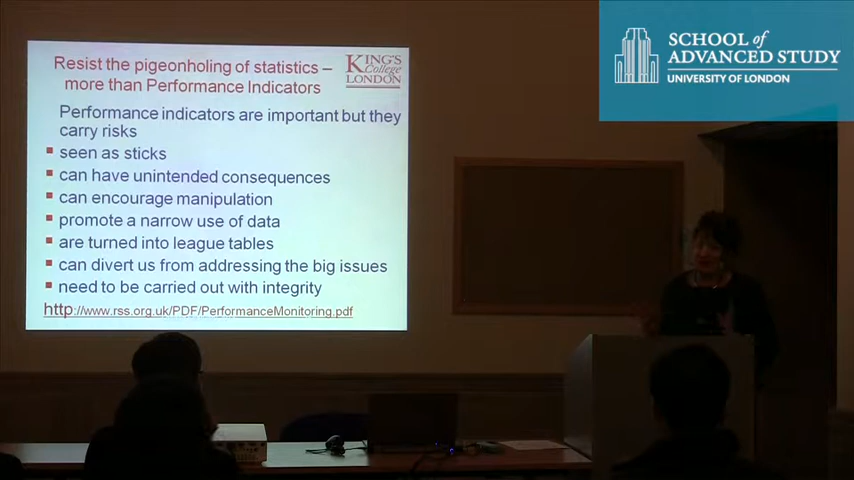 Resist the pigeonholing of statistics –
more than Performance Indicators
KING'S
College
LONDON
Performance indicators are important but they
carry risks
seen as sticks
can have unintended consequences
can encourage manipulation
promote a narrow use of data
are turned into league tables
can divert us from addressing the big issues
need to be carried out with integrity
http://www.rss.org.uk/PDF/PerformanceMonitoring.pdf
SCHOOL of
ADVANCED STUDY
UNIVERSITY OF LONDON